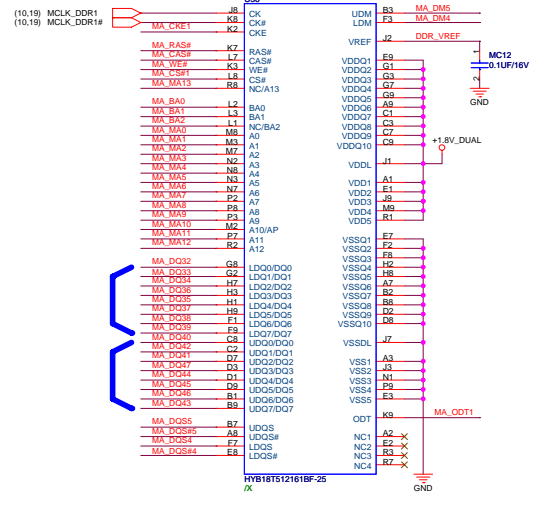 (10,19) MCLK_DDR1 J8 CK
(10,19) MCLK_DDR1# K8 CK#
MA_CKE1 K2 CKE
MA_RAS# K7 RAS#
MA_CAS# L7 CAS#
MA_WE# K3 WE#
MA_CS#1 L8 CS#
MA_MA13 R8 NC/A13
MA_BA0 L2 BA0
MA_BA1 L3 BA1
MA_BA2 L1 NC/BA2
MA_MA0 M8 A0
MA_MA1 M3 A1
MA_MA2 M7 A2
MA_MA3 N2 A3
MA_MA4 N8 A4
MA_MA5 N3 A5
MA_MA6 N7 A6
MA_MA7 P2 A7
MA_MA8 P8 A8
MA_MA9 P3 A9
MA_MA10 M2 A10/AP
MA_MA11 P7 A11
MA_MA12 R2 A12
MA_DQ32 G8 LDQ0/DQ0
MA_DQ33 G2 LDQ1/DQ1
MA_DQ34 H7 LDQ2/DQ2
MA_DQ36 H3 LDQ3/DQ3
MA_DQ35 H1 LDQ4/DQ4
MA_DQ37 H9 LDQ5/DQ5
MA_DQ38 F1 LDQ6/DQ6
MA_DQ39 F9 LDQ7/DQ7
MA_DQ40 C8 UDQ0/DQ0
MA_DQ42 C2 UDQ1/DQ1
MA_DQ41 D7 UDQ2/DQ2
MA_DQ47 D3 UDQ3/DQ3
MA_DQ44 D1 UDQ4/DQ4
MA_DQ45 D9 UDQ5/DQ5
MA_DQ46 B1 UDQ6/DQ6
MA_DQ43 B9 UDQ7/DQ7
MA_DQS5 B7 UDQS
MA_DQS#5 A8 UDQS#
MA_DQS4 F7 LDQS
MA_DQS#4 E8 LDQS#
UDM B3 MA_DM5
LDM F3 MA_DM4
VREF J2 DDR_VREF
1
MC12
0.1UF/16V
2
GND
VDDQ1 E9
VDDQ2 G1
VDDQ3 G3
VDDQ4 G7
VDDQ5 G9
VDDQ6 A9
VDDQ7 C1
VDDQ8 C3
VDDQ9 C7
VDDQ10 C9
+1.8V_DUAL
VDDL J1
VDD1 A1
VDD2 E1
VDD3 J9
VDD4 M9
VDD5 R1
VSSQ1 E7
VSSQ2 F2
VSSQ3 F8
VSSQ4 H2
VSSQ5 H8
VSSQ6 A7
VSSQ7 B2
VSSQ8 B8
VSSQ9 D2
VSSQ10 D8
VSSDL J7
VSS1 A3
VSS2 J3
VSS3 N1
VSS4 P9
VSS5 E3
ODT K9 MA_ODT1
NC1 A2
NC2 E2
NC3 R3
NC4 R7
GND
HYB18T512161BF-25
/X